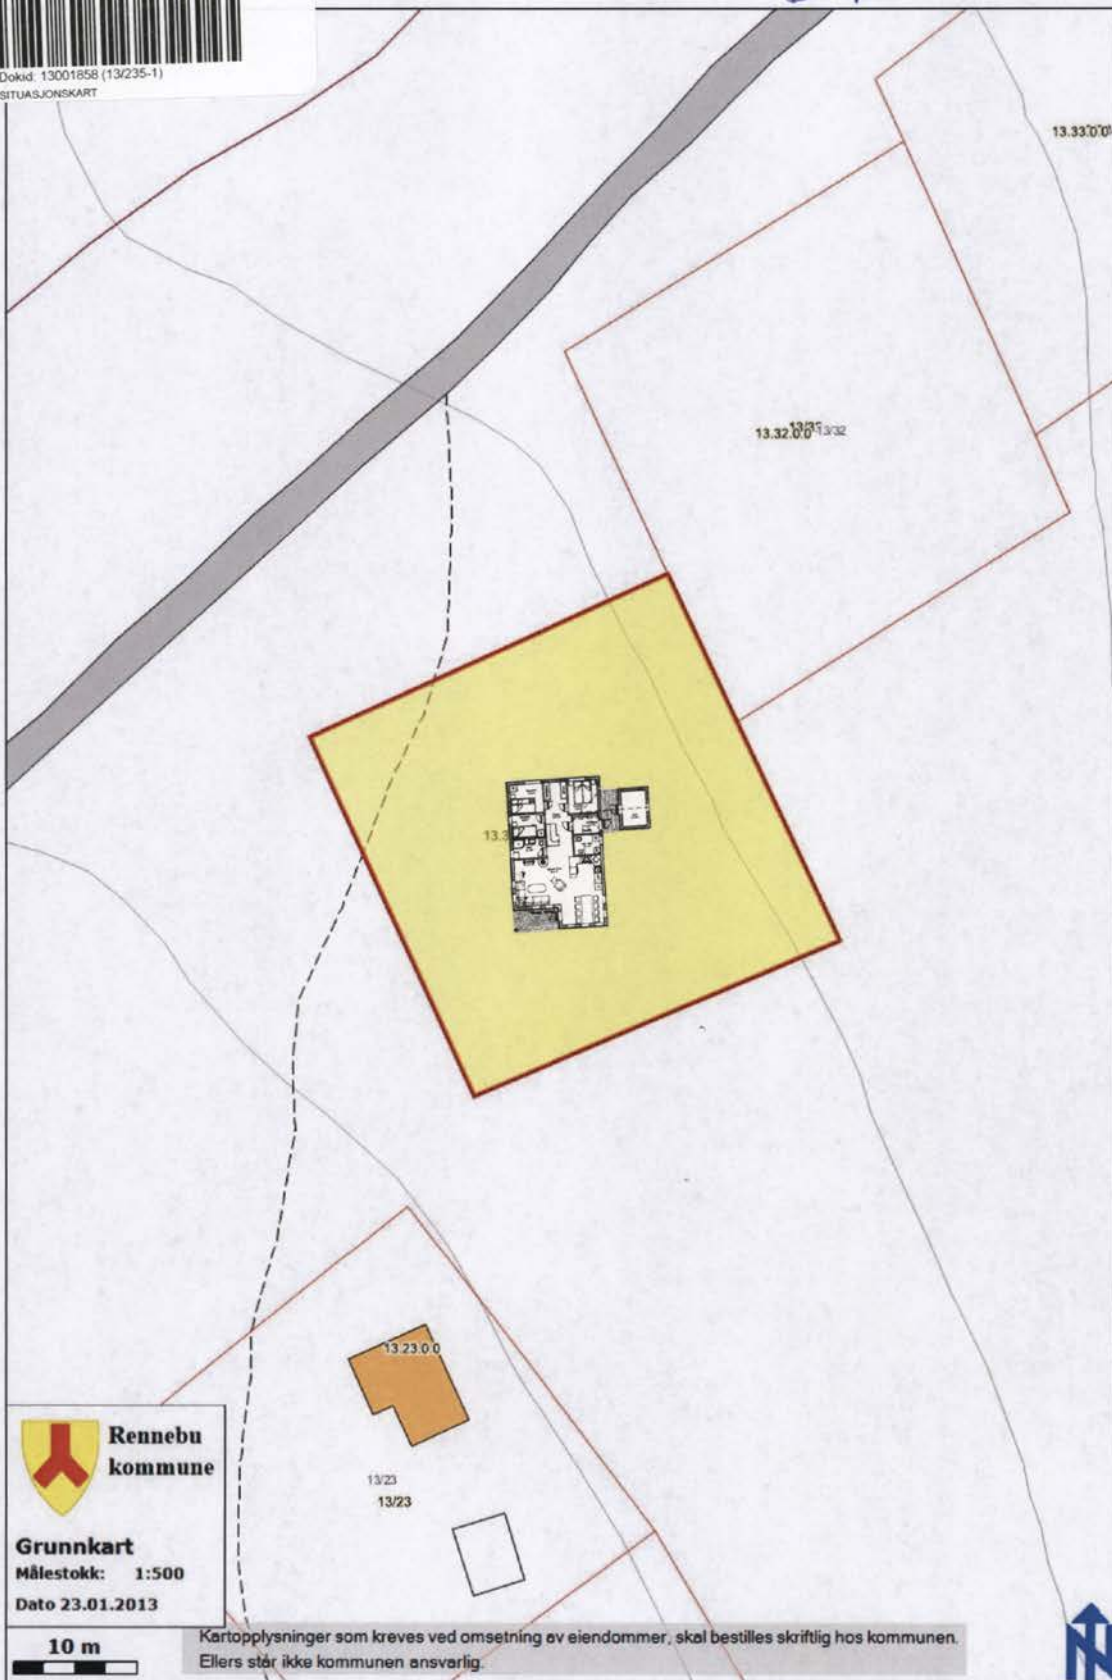 Dokid: 13001858 (13/235-1)
SITUASJONSKART
13.33.0.0
13.32.0.0 13/32
13.3
13.23.0.0
13/23
13/23
Rennebu
kommune
Grunnkart
Målestokk: 1:500
Dato 23.01.2013
10 m
Kartopplysninger som kreves ved omsetning av eiendommer, skal bestilles skriftlig hos kommunen.
Ellers står ikke kommunen ansvarlig.
N